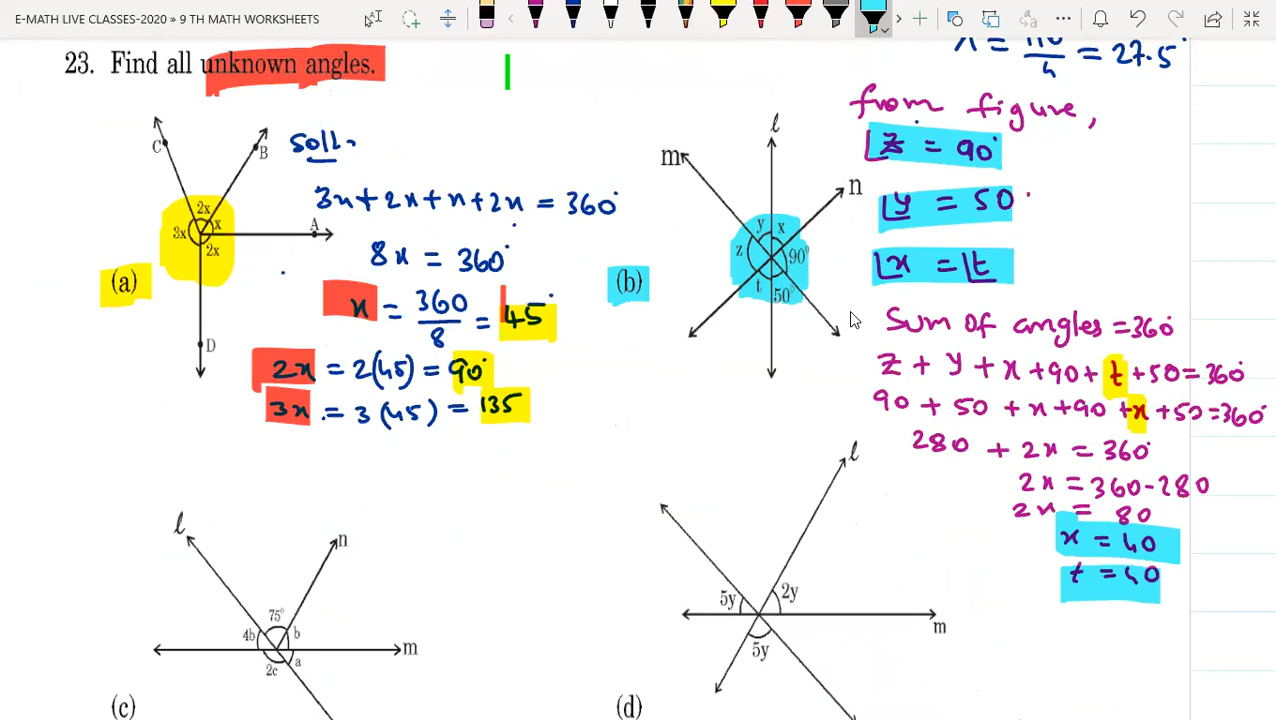 E-MATH LIVE CLASSES-2020 » 9 TH MATH WORKSHEETS
23. Find all unknown angles.
= 110/4 = 27.5°
C
B
A
D
2x
x
3x
2x
(a)
Soll.
3x+2x+x+2x = 360°
8x = 360°
x = 360/8 = 45°
2x = 2(45) = 90°
3x = 3(45) = 135
l
m
n
y
x
z
90°
t
50°
(b)
from figure,
∠z = 90°
∠y = 50°
∠x = ∠t
Sum of angles = 360°
z + y + x + 90 + t + 50 = 360°
90 + 50 + x + 90 + x + 50 = 360°
280 + 2x = 360°
2x = 360-280
2x = 80
x = 40
t = 40
l
n
75°
4b
b
m
2c
a
(c)
l
5y
2y
m
5y
(d)